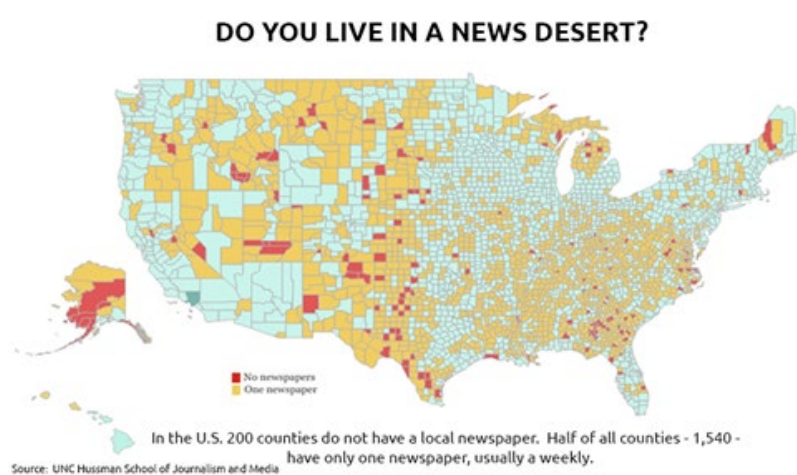 DO YOU LIVE IN A NEWS DESERT?
No newspapers
One newspaper
In the U.S. 200 counties do not have a local newspaper. Half of all counties - 1,540 -
have only one newspaper, usually a weekly.
Source: UNC Hussman School of Journalism and Media